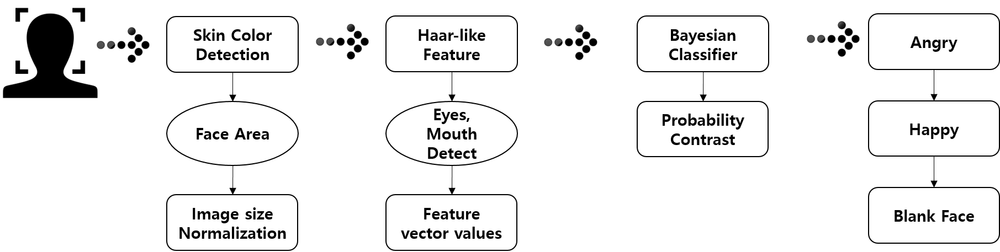 Skin Color
Detection
Face Area
Image size
Normalization
Haar-like
Feature
Eyes,
Mouth
Detect
Feature
vector values
Bayesian
Classifier
Probability
Contrast
Angry
Happy
Blank Face